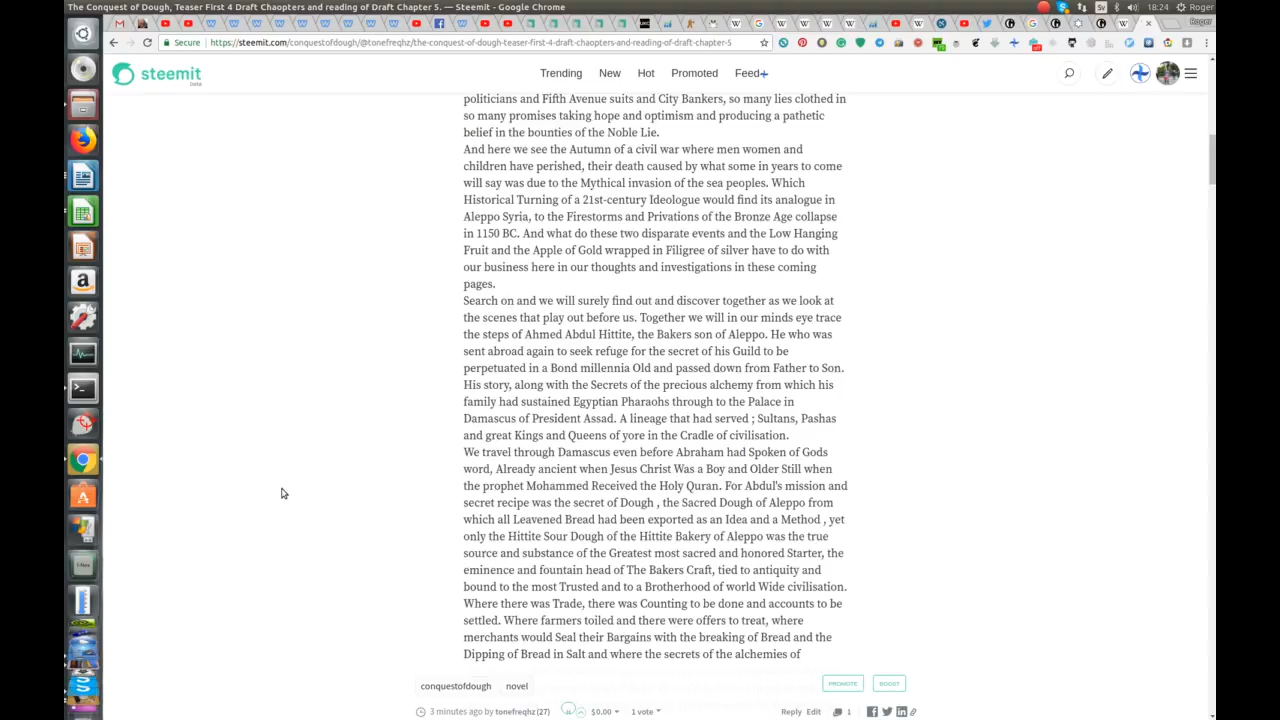 The Conquest of Dough, Teaser First 4 Draft Chaopters and reading of Draft Chapter 5. — Steemit - Google Chrome
Sv
18:24
Roger
Roger
Secure
https://steemit.com/conquestofdough/@tonefreqhz/the-conquest-of-dough-teaser-first-4-draft-chaopters-and-reading-of-draft-chapter-5
steemit
Beta
Trending
New
Hot
Promoted
Feed
politicians and Fifth Avenue suits and City Bankers, so many lies clothed in
so many promises taking hope and optimism and producing a pathetic
belief in the bounties of the Noble Lie.
And here we see the Autumn of a civil war where men women and
children have perished, their death caused by what some in years to come
will say was due to the Mythical invasion of the sea peoples. Which
Historical Turning of a 21st-century Ideologue would find its analogue in
Aleppo Syria, to the Firestorms and Privations of the Bronze Age collapse
in 1150 BC. And what do these two disparate events and the Low Hanging
Fruit and the Apple of Gold wrapped in Filigree of silver have to do with
our business here in our thoughts and investigations in these coming
pages.
Search on and we will surely find out and discover together as we look at
the scenes that play out before us. Together we will in our minds eye trace
the steps of Ahmed Abdul Hittite, the Bakers son of Aleppo. He who was
sent abroad again to seek refuge for the secret of his Guild to be
perpetuated in a Bond millennia Old and passed down from Father to Son.
His story, along with the Secrets of the precious alchemy from which his
family had sustained Egyptian Pharaohs through to the Palace in
Damascus of President Assad. A lineage that had served ; Sultans, Pashas
and great Kings and Queens of yore in the Cradle of civilisation.
We travel through Damascus even before Abraham had Spoken of Gods
word, Already ancient when Jesus Christ Was a Boy and Older Still when
the prophet Mohammed Received the Holy Quran. For Abdul's mission and
secret recipe was the secret of Dough , the Sacred Dough of Aleppo from
which all Leavened Bread had been exported as an Idea and a Method , yet
only the Hittite Sour Dough of the Hittite Bakery of Aleppo was the true
source and substance of the Greatest most sacred and honored Starter, the
eminence and fountain head of The Bakers Craft, tied to antiquity and
bound to the most Trusted and to a Brotherhood of world Wide civilisation.
Where there was Trade, there was Counting to be done and accounts to be
settled. Where farmers toiled and there were offers to treat, where
merchants would Seal their Bargains with the breaking of Bread and the
Dipping of Bread in Salt and where the secrets of the alchemies of
conquestofdough
novel
PROMOTE
BOOST
3 minutes ago by tonefreqhz (27)
$0.00
1 vote
Reply Edit
1